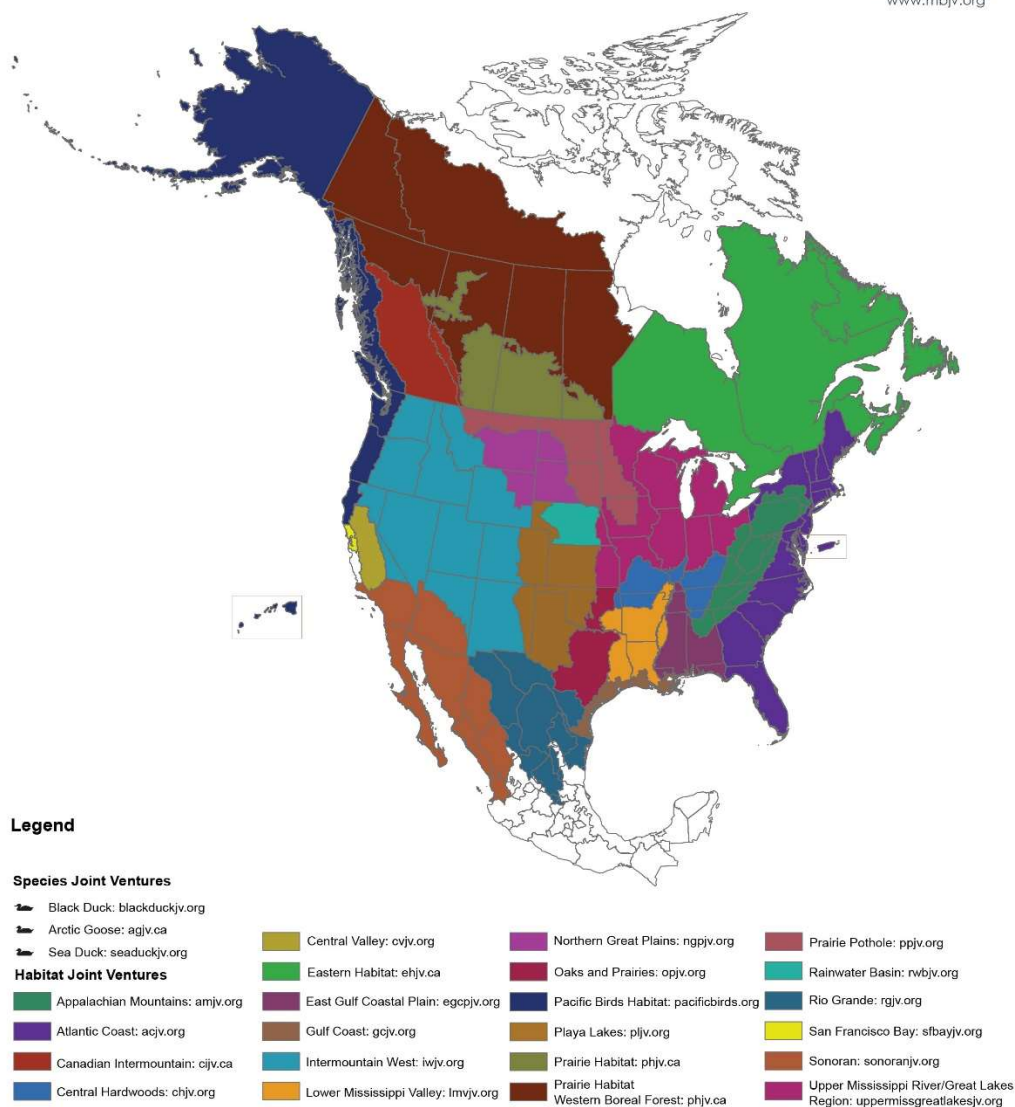 www.mbjv.org
Legend
Species Joint Ventures
Black Duck: blackduckjv.org
Arctic Goose: agjv.ca
Sea Duck: seaduckjv.org
Habitat Joint Ventures
Appalachian Mountains: amjv.org
Atlantic Coast: acjv.org
Canadian Intermountain: cijv.ca
Central Hardwoods: chjv.org
Central Valley: cvjv.org
Eastern Habitat: ehjv.ca
East Gulf Coastal Plain: egcpjv.org
Gulf Coast: gcjv.org
Intermountain West: iwjv.org
Lower Mississippi Valley: lmvjv.org
Northern Great Plains: ngpjv.org
Oaks and Prairies: opjv.org
Pacific Birds Habitat: pacificbirds.org
Playa Lakes: pljv.org
Prairie Habitat: phjv.ca
Prairie Habitat
Western Boreal Forest: phjv.ca
Prairie Pothole: ppjv.org
Rainwater Basin: rwbjv.org
Rio Grande: rgjv.org
San Francisco Bay: sfbayjv.org
Sonoran: sonoranjv.org
Upper Mississippi River/Great Lakes
Region: uppermissgreatlakesjv.org